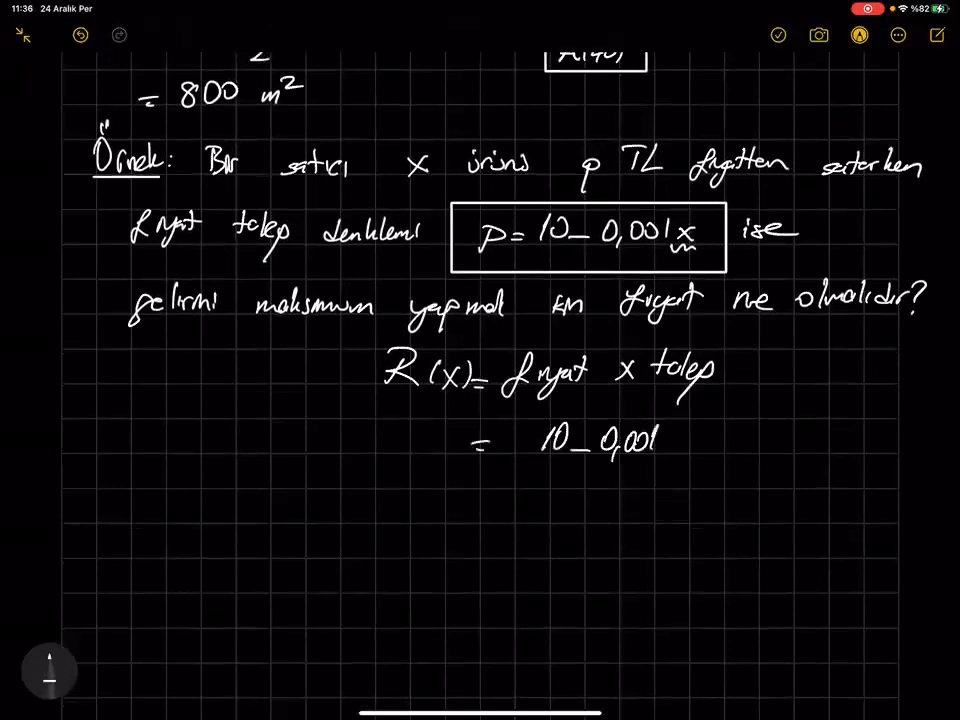 11:36 24 Aralık Per %82
= 800 m²
Örnek: Bir satıcı x ürünü p TL fiyatten satarken
fiyat talep denklemi p = 10 - 0,001x ise
gelirini maksimum yapmak için fiyat ne olmalıdır?
R(x) = fiyat x talep
= 10 - 0,001